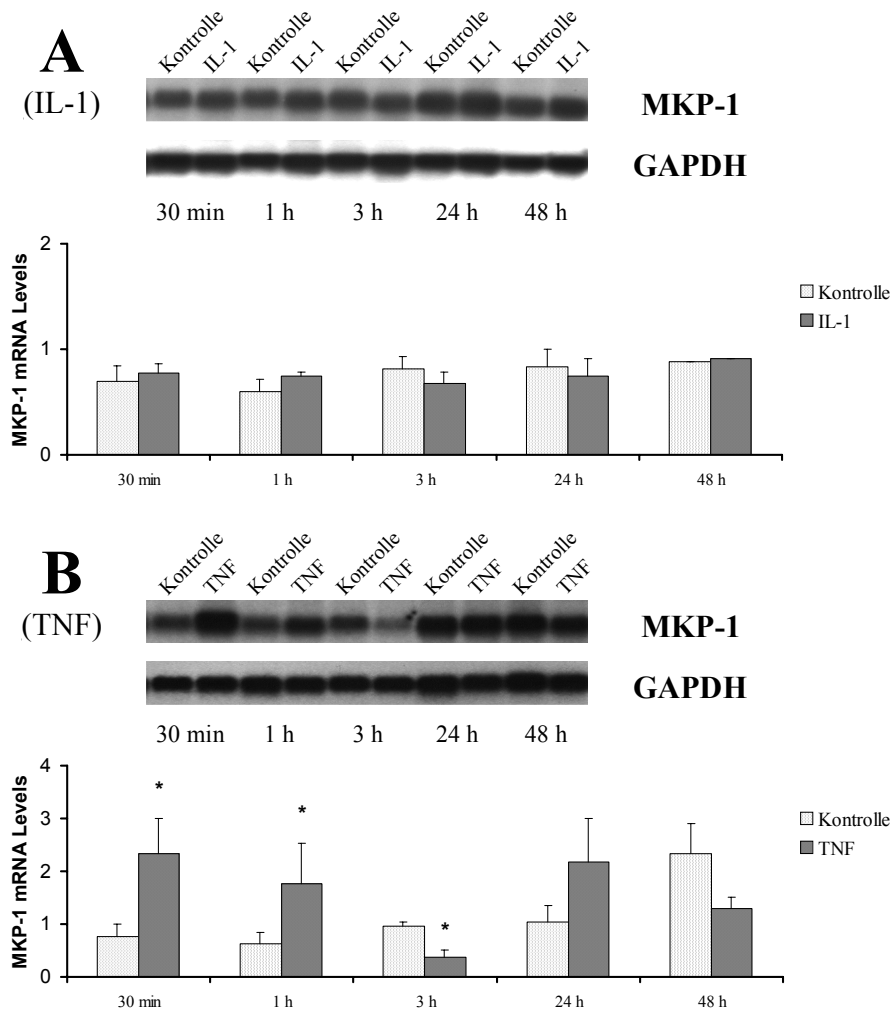 A
(IL-1)
Kontrolle IL-1 Kontrolle IL-1 Kontrolle IL-1 Kontrolle IL-1 Kontrolle IL-1
MKP-1
GAPDH
30 min 1 h 3 h 24 h 48 h
MKP-1 mRNA Levels
2
1
0
30 min 1 h 3 h 24 h 48 h
Kontrolle
IL-1
B
(TNF)
Kontrolle TNF Kontrolle TNF Kontrolle TNF Kontrolle TNF Kontrolle TNF
MKP-1
GAPDH
30 min 1 h 3 h 24 h 48 h
MKP-1 mRNA Levels
4
3
2
1
0
* * *
30 min 1 h 3 h 24 h 48 h
Kontrolle
TNF